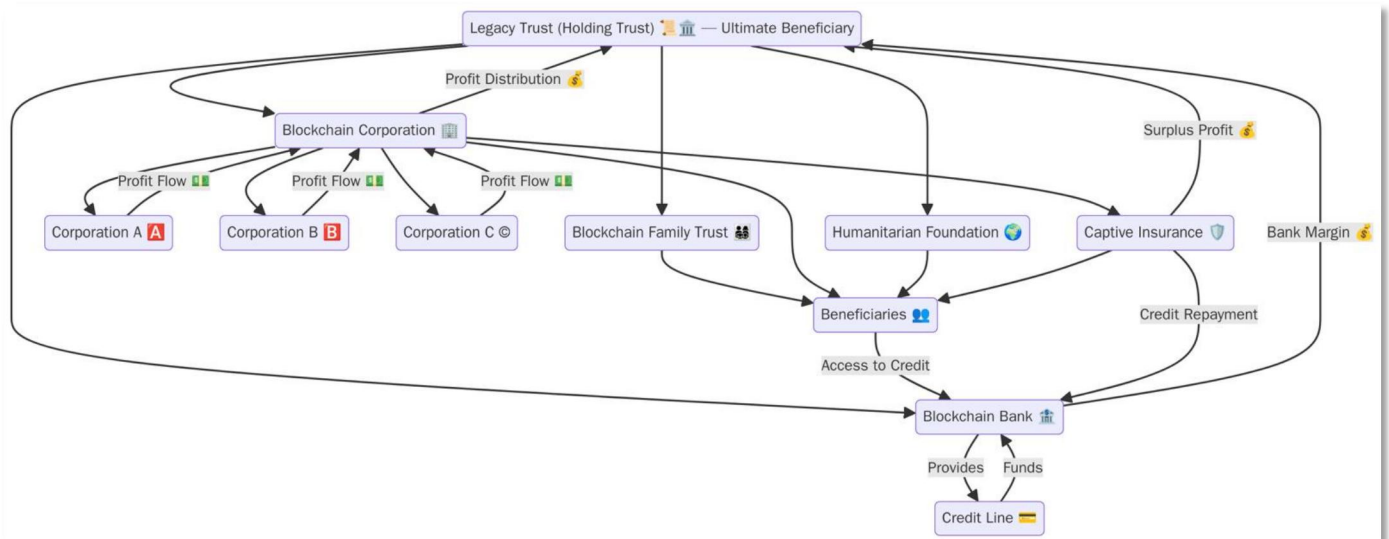 Legacy Trust (Holding Trust) 📜🏛️ — Ultimate Beneficiary
Profit Distribution 💰
Blockchain Corporation 🏢
Surplus Profit 💰
Profit Flow 💵
Profit Flow 💵
Profit Flow 💵
Corporation A 🅰️
Corporation B 🅱️
Corporation C ©
Blockchain Family Trust 👨‍👩‍👧‍👦
Humanitarian Foundation 🌍
Captive Insurance 🛡️
Bank Margin 💰
Beneficiaries 👥
Credit Repayment
Access to Credit
Blockchain Bank 🏦
Provides
Funds
Credit Line 💳